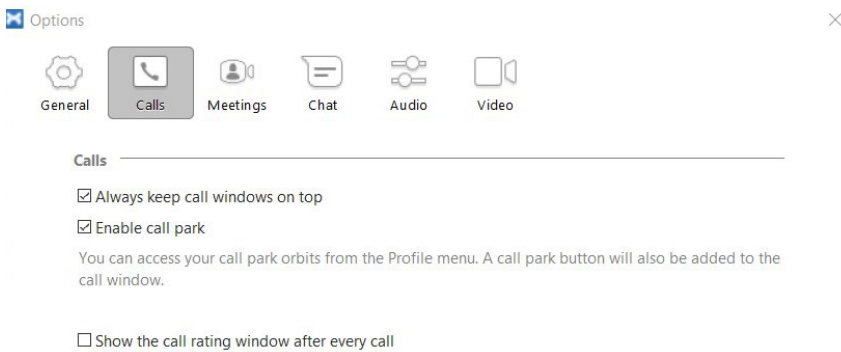 Options
General Calls Meetings Chat Audio Video
Calls
Always keep call windows on top
Enable call park
You can access your call park orbits from the Profile menu. A call park button will also be added to the
call window.
Show the call rating window after every call